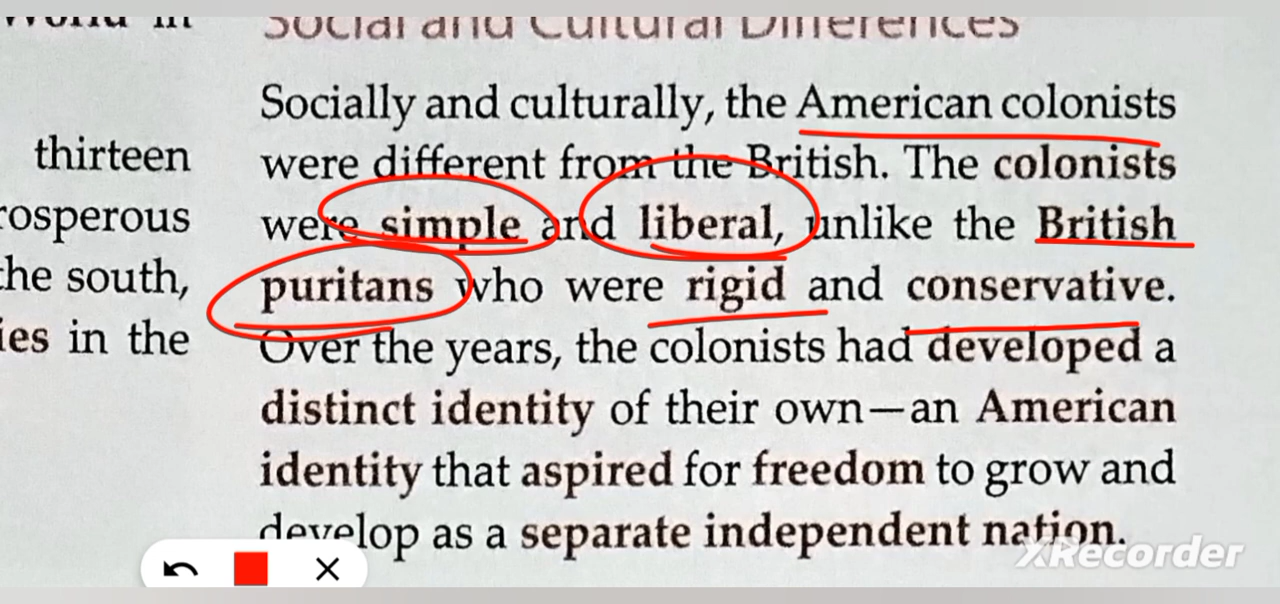 Social and Cultural Differences
Socially and culturally, the American colonists
were different from the British. The colonists
were simple and liberal, unlike the British
puritans who were rigid and conservative.
Over the years, the colonists had developed a
distinct identity of their own—an American
identity that aspired for freedom to grow and
develop as a separate independent nation.
World in
thirteen
rosperous
the south,
ies in the
XRecorder